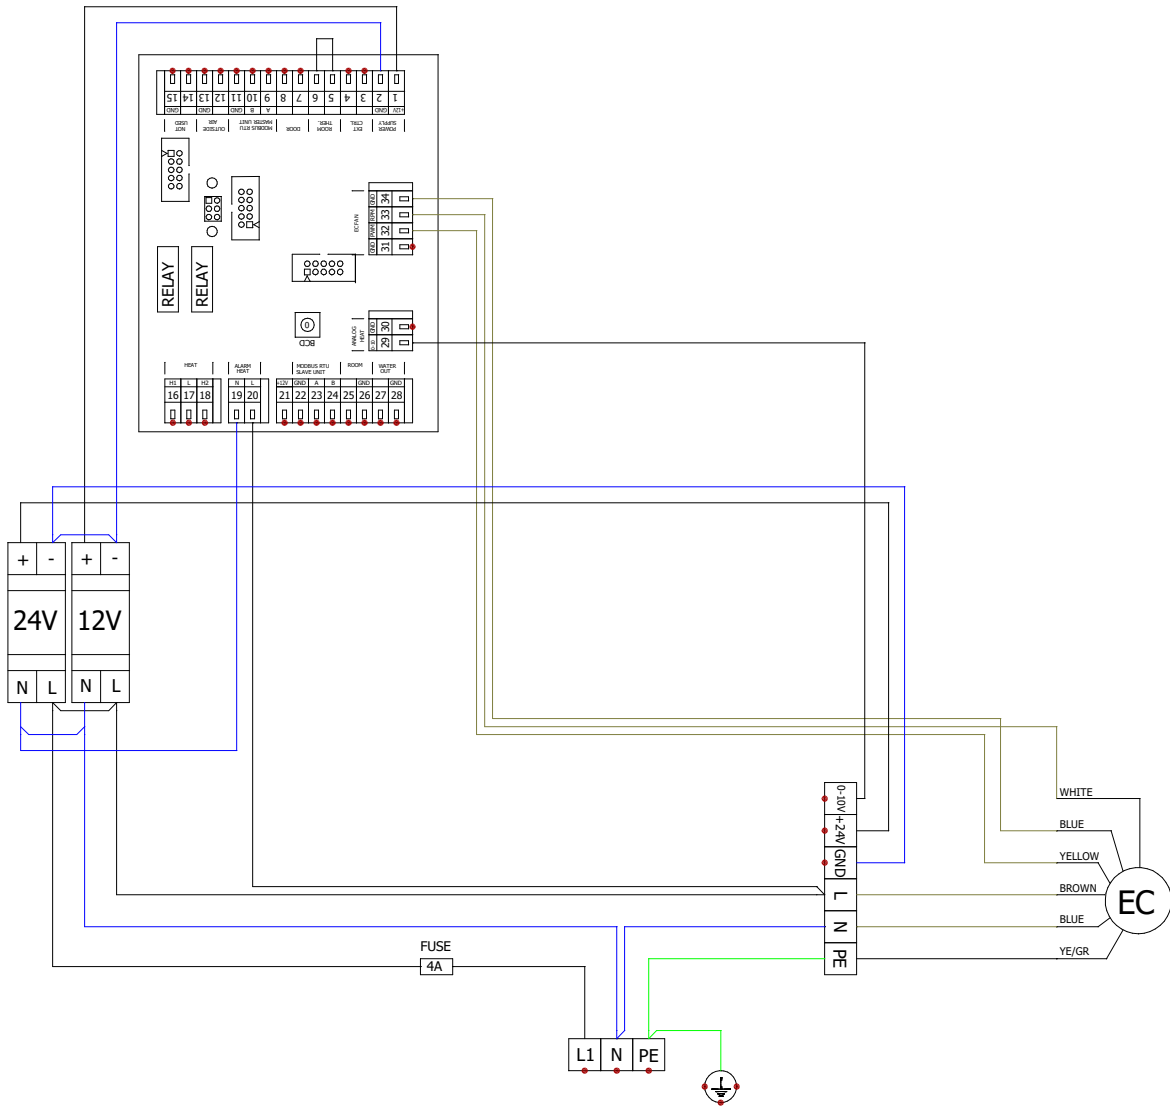 15 14 13 12 11 10 9 8 7 6 5 4 3 2 1
GND GND GND B A GND +12V
NOT USED
OUTSIDE AIR
MODBUS RTU MASTER UNIT
DOOR
ROOM THER.
EXT CTRL
POWER SUPPLY
ECFAN
GND 34
RPM 33
PWM 32
GND 31
RELAY RELAY
0
BCD
ANALOG HEAT
GND 30
0-10 29
HEAT
ALARM HEAT
MODBUS RTU SLAVE UNIT
ROOM
WATER OUT
H1 L H2 N L +12V GND A B GND GND
16 17 18 19 20 21 22 23 24 25 26 27 28
+ - + -
24V 12V
N L N L
0-10V
+24V
GND
L
N
PE
WHITE
BLUE
YELLOW
BROWN
BLUE
YE/GR
EC
FUSE
4A
L1 N PE